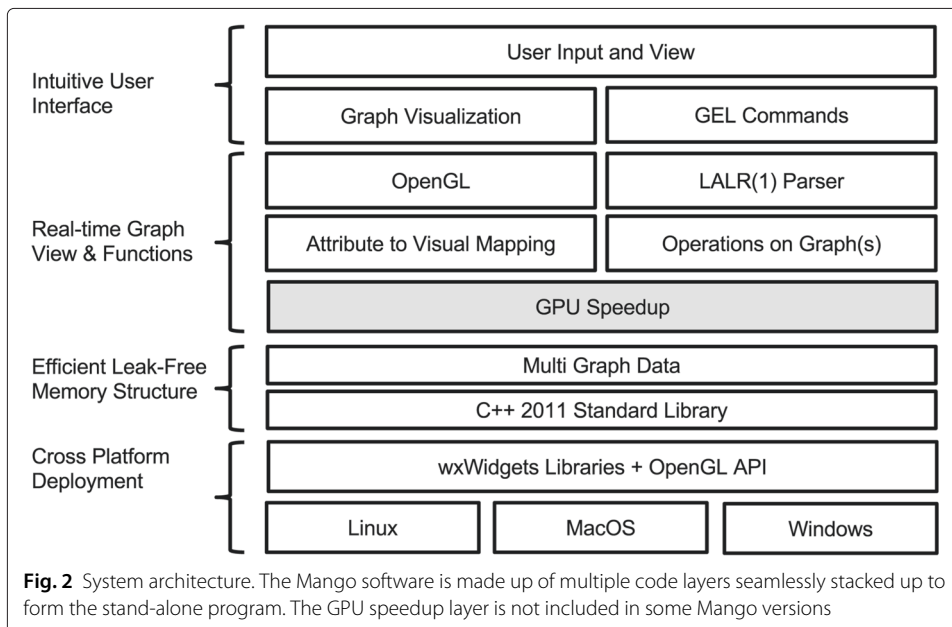 User Input and View
Intuitive User
Interface
Graph Visualization
GEL Commands
OpenGL
LALR(1) Parser
Real-time Graph
View & Functions
Attribute to Visual Mapping
Operations on Graph(s)
GPU Speedup
Efficient Leak-Free
Memory Structure
Multi Graph Data
C++ 2011 Standard Library
Cross Platform
Deployment
wxWidgets Libraries + OpenGL API
Linux
MacOS
Windows
Fig. 2 System architecture. The Mango software is made up of multiple code layers seamlessly stacked up to
form the stand-alone program. The GPU speedup layer is not included in some Mango versions